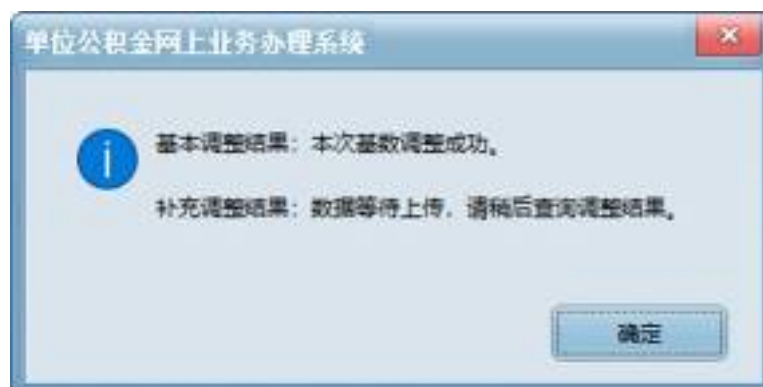 单位公积金网上业务办理系统
基本调整结果：本次基数调整成功。
补充调整结果：数据等待上传，请稍后查询调整结果。
确定